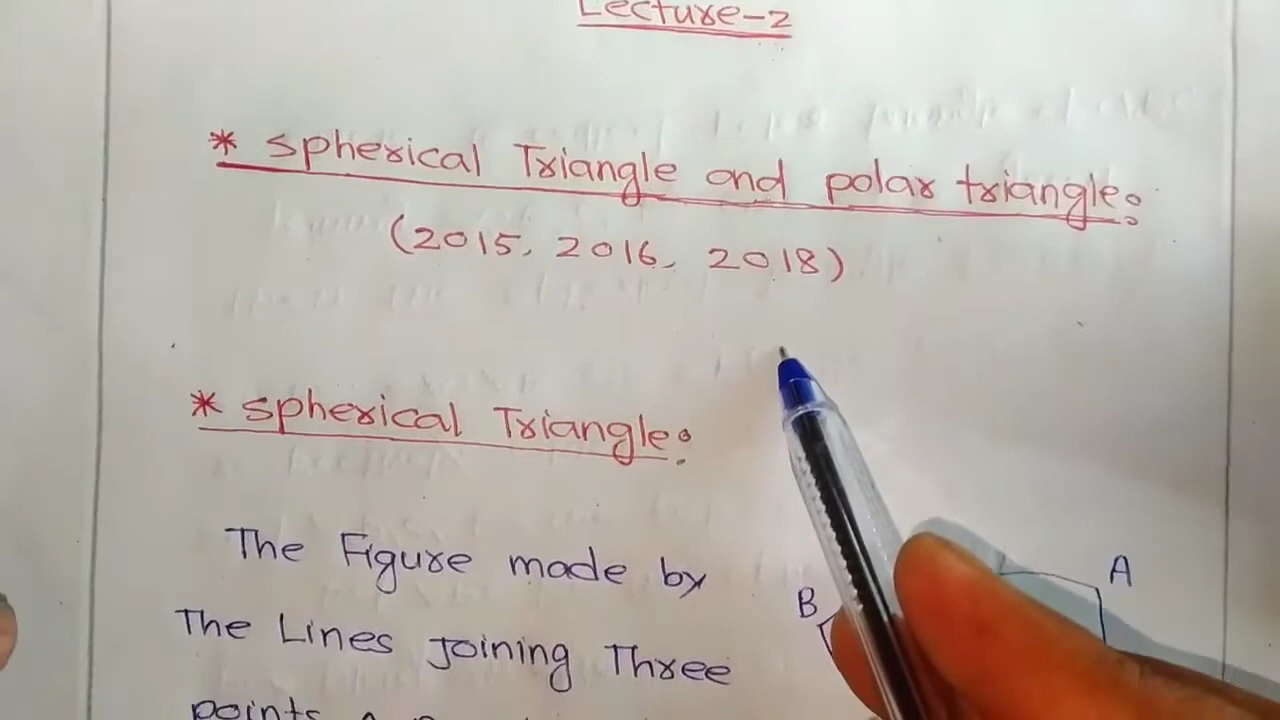 Lecture-2
* Spherical Triangle and polar triangle:
(2015, 2016, 2018)
* Spherical Triangle:
The Figure made by
The Lines Joining Three
points
A
B